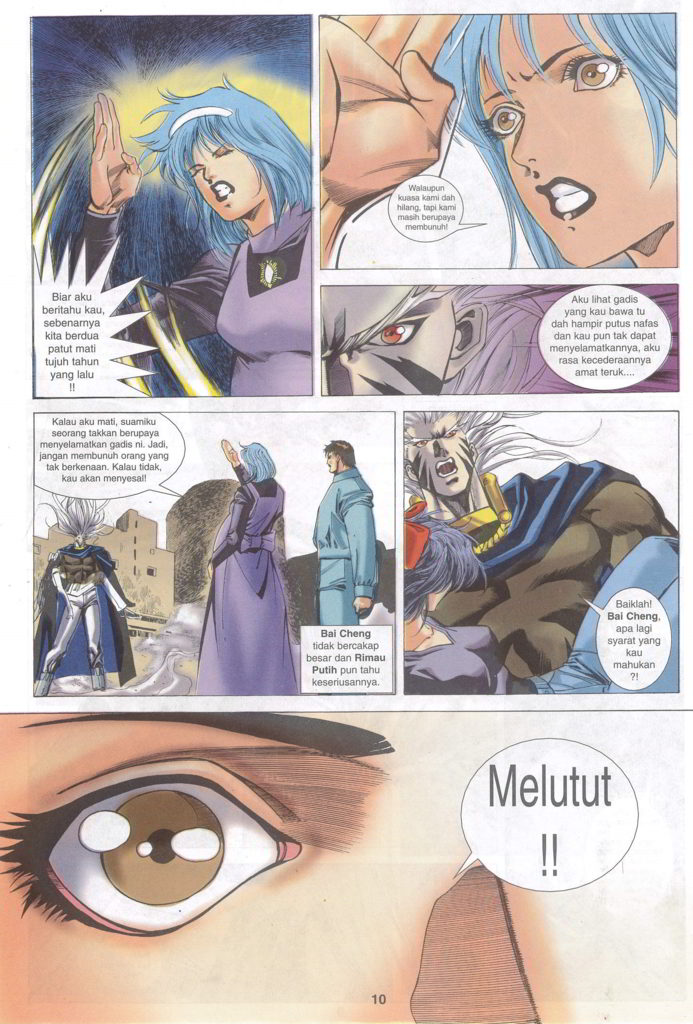 Biar aku
beritahu kau,
sebenarnya
kita berdua
patut mati
tujuh tahun
yang lalu
!!
Walaupun
kuasa kami dah
hilang, tapi kami
masih berupaya
membunuh!
Aku lihat gadis
yang kau bawa tu
dah hampir putus nafas
dan kau pun tak dapat
menyelamatkannya, aku
rasa kecederaannya
amat teruk....
Kalau aku mati, suamiku
seorang takkan berupaya
menyelamatkan gadis ni. Jadi,
jangan membunuh orang yang
tak berkenaan. Kalau tidak,
kau akan menyesal!
Bai Cheng
tidak bercakap
besar dan Rimau
Putih pun tahu
keseriusannya.
Baiklah!
Bai Cheng,
apa lagi
syarat yang
kau
mahukan
?!
Melutut
!!
10